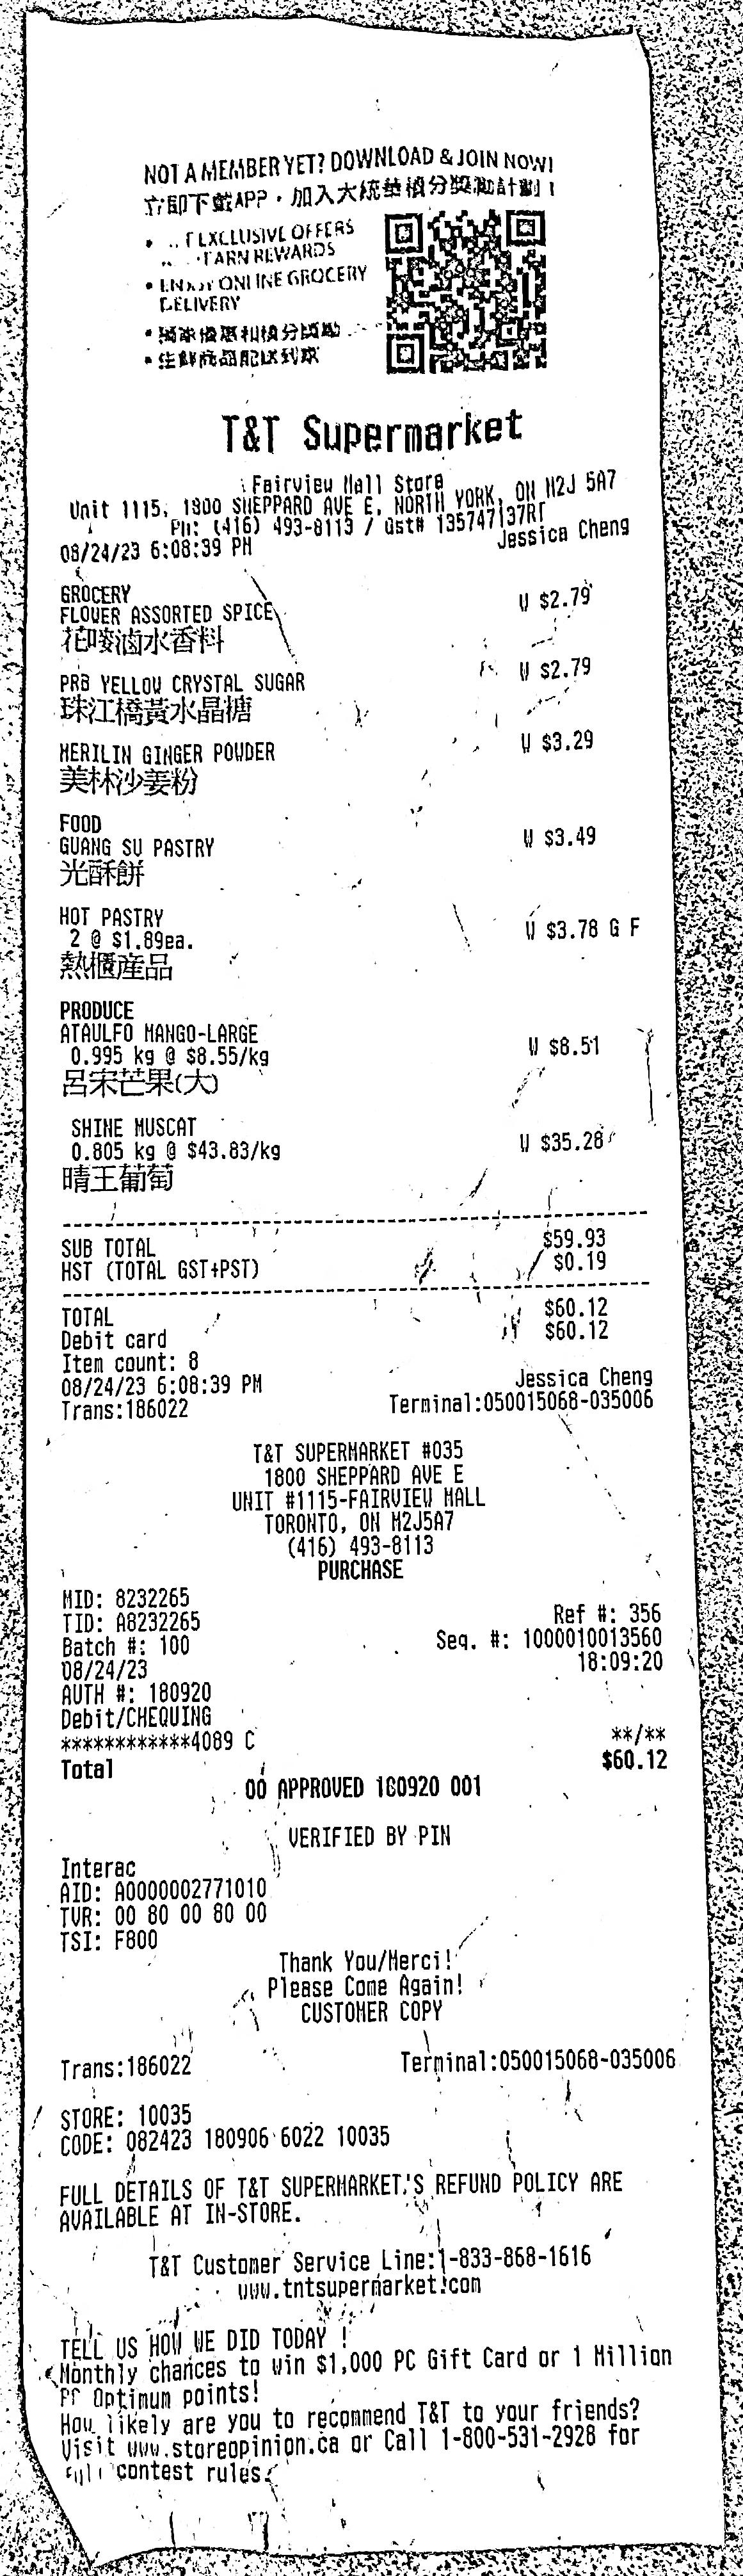 NOT A MEMBER YET? DOWNLOAD & JOIN NOW!
立即下載APP，加入大統華積分獎勵計劃！
EXCLUSIVE OFFERS
EARN REWARDS
• ENJOY ONLINE GROCERY
DELIVERY
• 獨家優惠和積分獎勵
• 生鮮商品配送到家
T&T Supermarket
Fairview Mall Store
Unit 1115, 1800 SHEPPARD AVE E, NORTH YORK, ON M2J 5A7
Ph: (416) 493-8113 / Gst# 135747137RT
08/24/23 6:08:39 PM Jessica Cheng
GROCERY
FLOWER ASSORTED SPICE W $2.79
花嘜滷水香料
PRB YELLOW CRYSTAL SUGAR W $2.79
珠江橋黃水晶糖
MERILIN GINGER POWDER W $3.29
美林沙姜粉
FOOD
GUANG SU PASTRY W $3.49
光酥餅
HOT PASTRY
2 @ $1.89ea. W $3.78 G F
熱櫃産品
PRODUCE
ATAULFO MANGO-LARGE
0.995 kg @ $8.55/kg W $8.51
呂宋芒果(大)
SHINE MUSCAT
0.805 kg @ $43.83/kg W $35.28
晴王葡萄
SUB TOTAL $59.93
HST (TOTAL GST+PST) $0.19
TOTAL $60.12
Debit card $60.12
Item count: 8
08/24/23 6:08:39 PM Jessica Cheng
Trans:186022 Terminal:050015068-035006
T&T SUPERMARKET #035
1800 SHEPPARD AVE E
UNIT #1115-FAIRVIEW MALL
TORONTO, ON M2J5A7
(416) 493-8113
PURCHASE
MID: 8232265
TID: A8232265 Ref #: 356
Batch #: 100 Seq. #: 1000010013560
08/24/23 18:09:20
AUTH #: 180920
Debit/CHEQUING
************4089 C **/**
Total $60.12
00 APPROVED 180920 001
VERIFIED BY PIN
Interac
AID: A0000002771010
TVR: 00 80 00 80 00
TSI: F800
Thank You/Merci!
Please Come Again!
CUSTOMER COPY
Trans:186022 Terminal:050015068-035006
STORE: 10035
CODE: 082423 180906 6022 10035
FULL DETAILS OF T&T SUPERMARKET'S REFUND POLICY ARE
AVAILABLE AT IN-STORE.
T&T Customer Service Line:1-833-868-1616
www.tntsupermarket.com
TELL US HOW WE DID TODAY !
Monthly chances to win $1,000 PC Gift Card or 1 Million
PC Optimum points!
How likely are you to recommend T&T to your friends?
Visit www.storeopinion.ca or Call 1-800-531-2928 for
full contest rules.